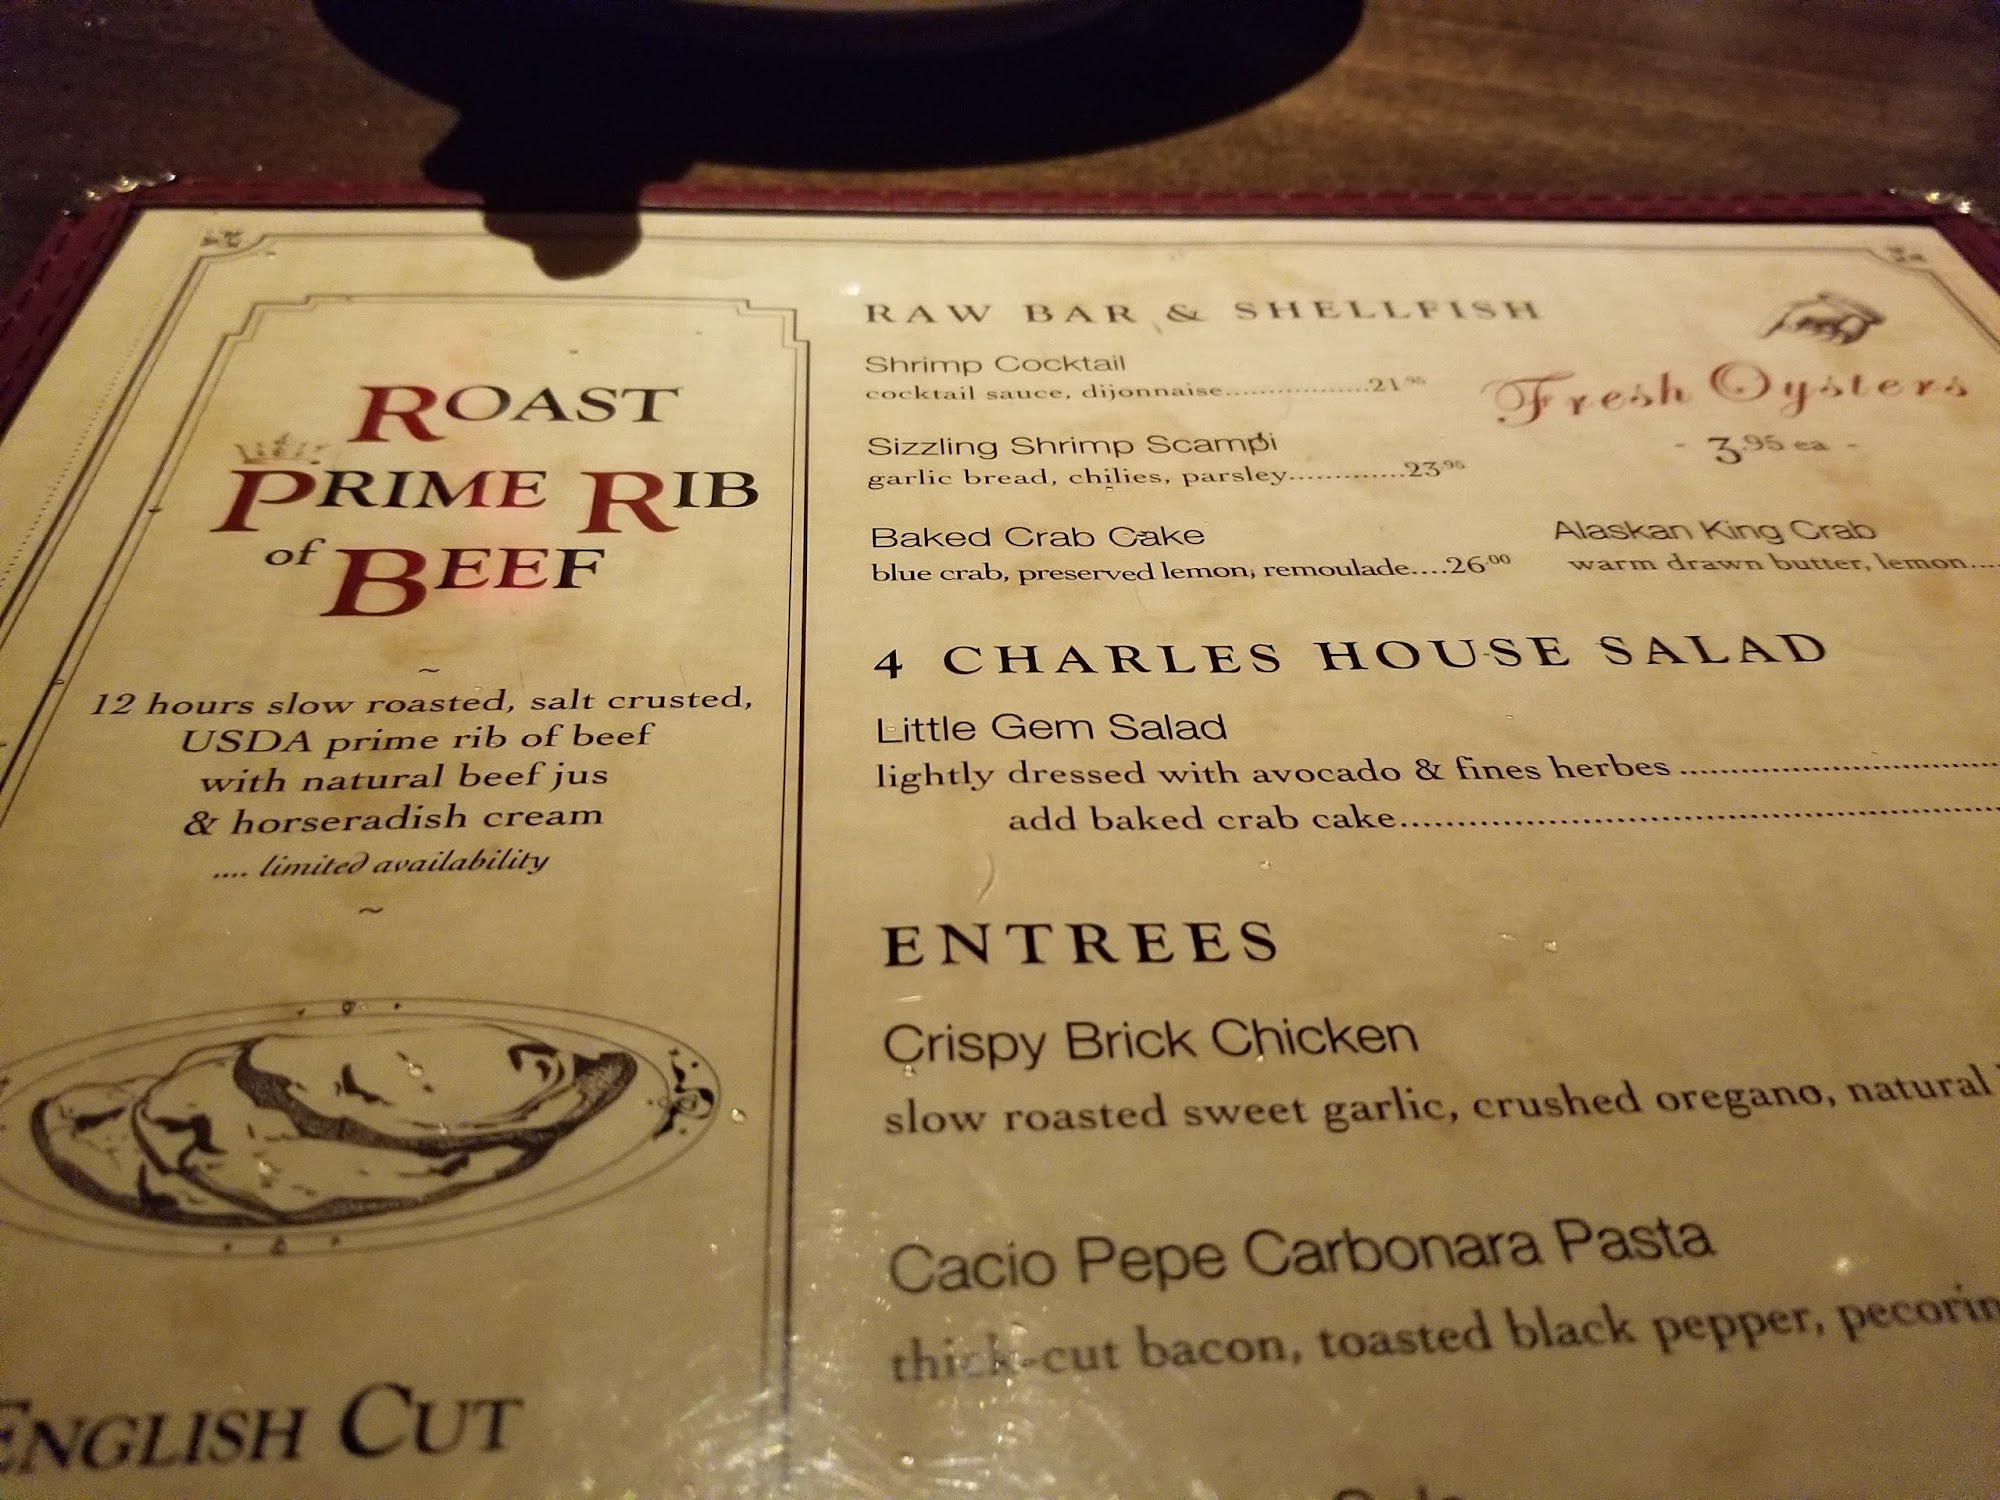 ROAST
PRIME RIB
of BEEF
~
12 hours slow roasted, salt crusted,
USDA prime rib of beef
with natural beef jus
& horseradish cream
.... limited availability
~
ENGLISH CUT
RAW BAR & SHELLFISH
Shrimp Cocktail
cocktail sauce, dijonnaise.................21.95
Sizzling Shrimp Scampi
garlic bread, chilies, parsley.............23.95
Baked Crab Cake
blue crab, preserved lemon, remoulade....26.00
Fresh Oysters
- 3.95 ea -
Alaskan King Crab
warm drawn butter, lemon....
4 CHARLES HOUSE SALAD
Little Gem Salad
lightly dressed with avocado & fines herbes................................
add baked crab cake............................................................
ENTREES
Crispy Brick Chicken
slow roasted sweet garlic, crushed oregano, natural
Cacio Pepe Carbonara Pasta
thick-cut bacon, toasted black pepper, pecorin